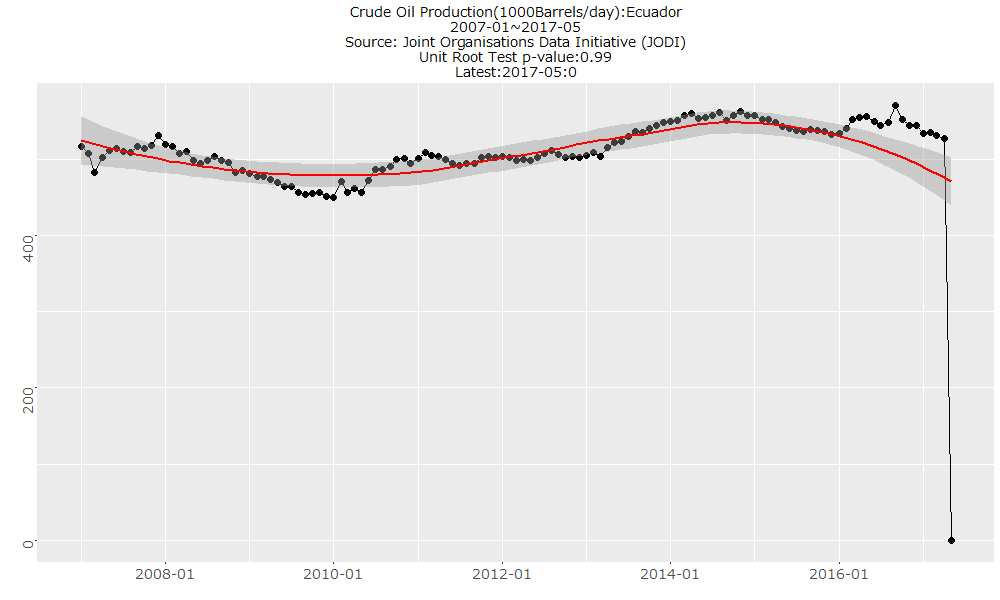 Crude Oil Production(1000Barrels/day):Ecuador
2007-01~2017-05
Source: Joint Organisations Data Initiative (JODI)
Unit Root Test p-value:0.99
Latest:2017-05:0
400
200
0
2008-01
2010-01
2012-01
2014-01
2016-01